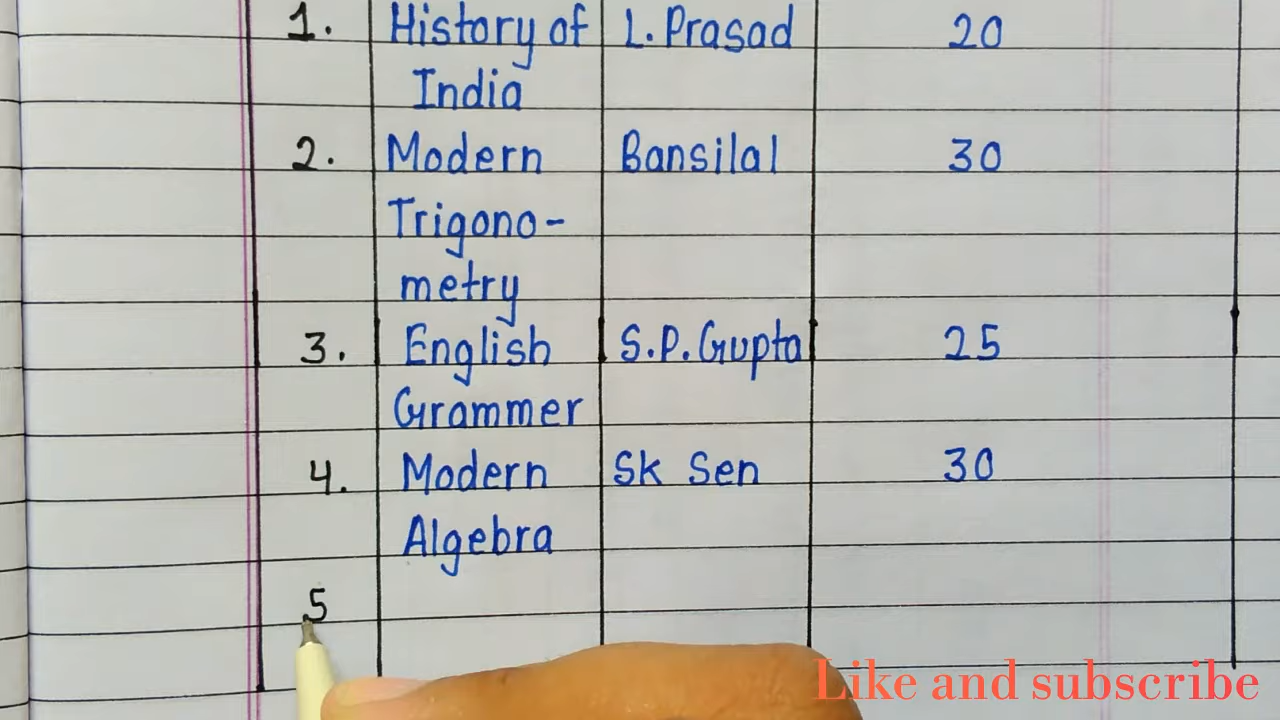 1. History of L. Prasad 20
India
2. Modern Bansilal 30
Trigono-
metry
3. English S.P. Gupta 25
Grammer
4. Modern Sk Sen 30
Algebra
5
Like and subscribe